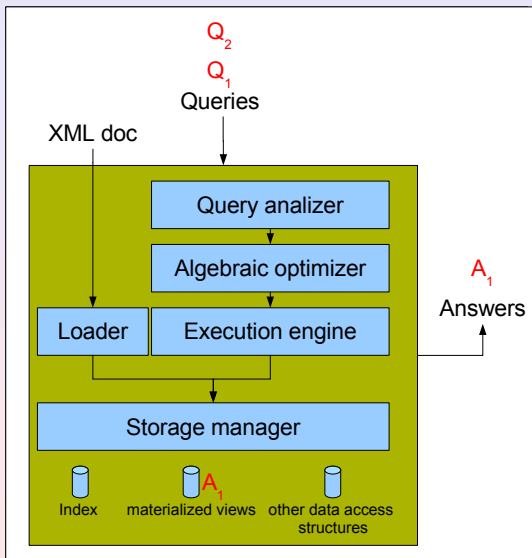 Q2
Q1
Queries
XML doc
Query analizer
Algebraic optimizer
A1
Answers
Loader
Execution engine
Storage manager
A1
Index
materialized views
other data access
structures